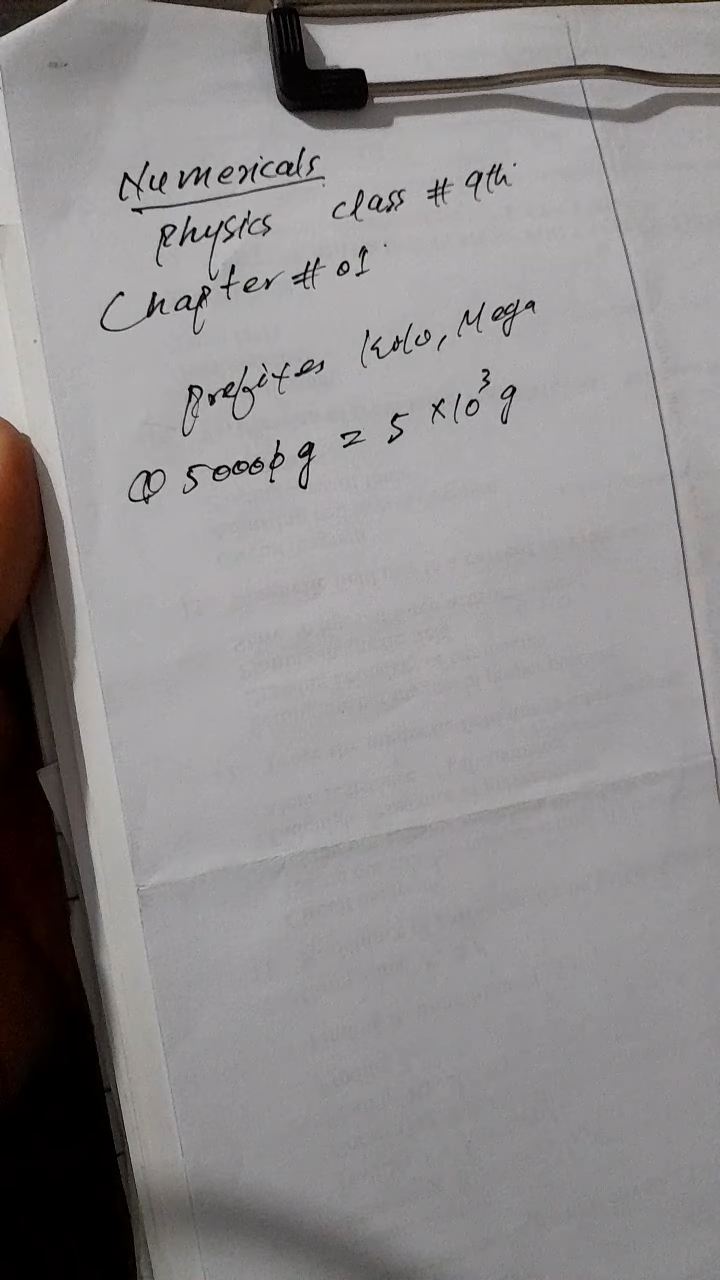 Numericals
Physics class # 9th
Chapter # 01
Prefixes Kilo, Mega
5000 g = 5 ×10³ g